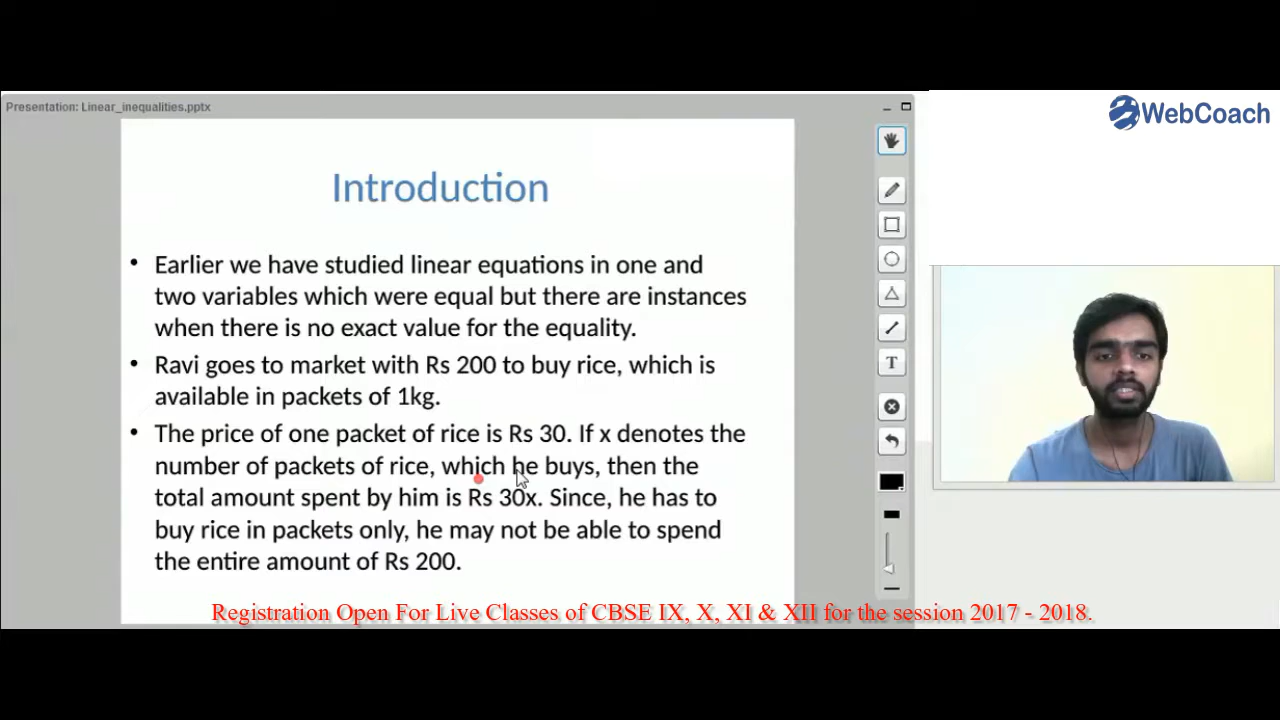 Presentation: Linear_inequalities.pptx
WebCoach
Introduction
• Earlier we have studied linear equations in one and
two variables which were equal but there are instances
when there is no exact value for the equality.
• Ravi goes to market with Rs 200 to buy rice, which is
available in packets of 1kg.
• The price of one packet of rice is Rs 30. If x denotes the
number of packets of rice, which he buys, then the
total amount spent by him is Rs 30x. Since, he has to
buy rice in packets only, he may not be able to spend
the entire amount of Rs 200.
T
Registration Open For Live Classes of CBSE IX, X, XI & XII for the session 2017 - 2018.